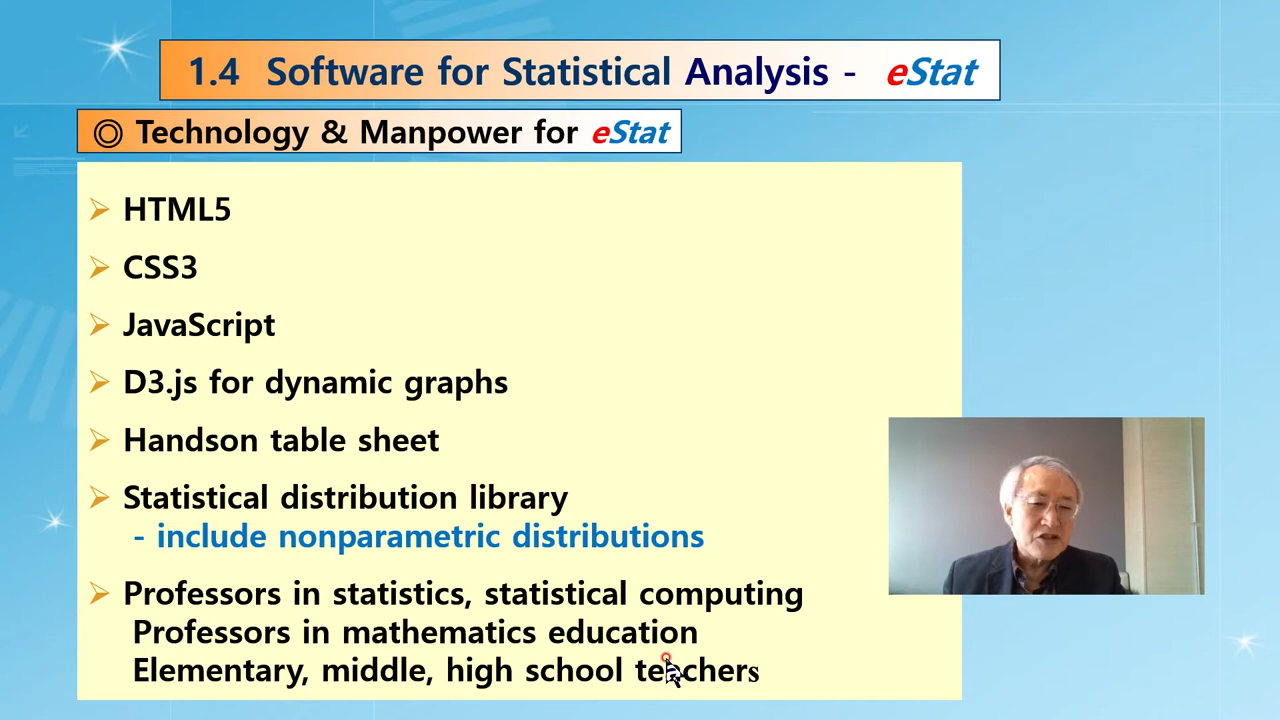 1.4 Software for Statistical Analysis - eStat
◎ Technology & Manpower for eStat
➢ HTML5
➢ CSS3
➢ JavaScript
➢ D3.js for dynamic graphs
➢ Handson table sheet
➢ Statistical distribution library
- include nonparametric distributions
➢ Professors in statistics, statistical computing
Professors in mathematics education
Elementary, middle, high school teachers